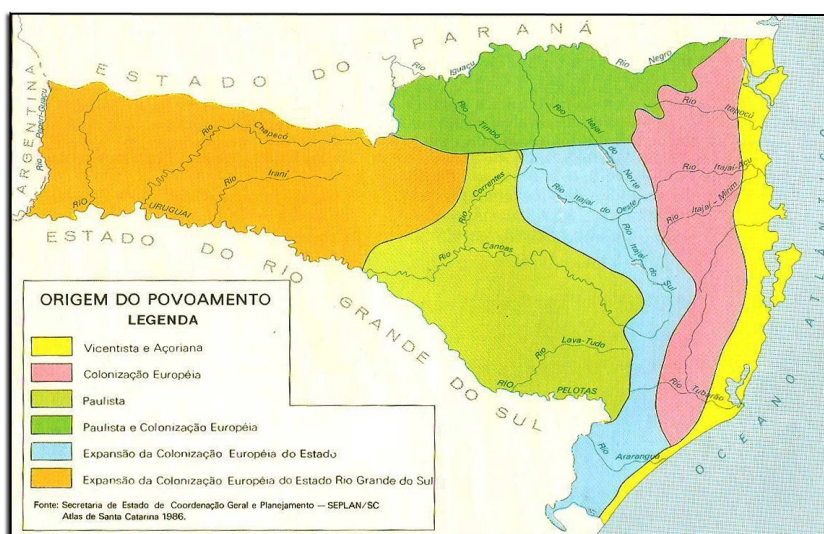 ESTADO DO PARANÁ
ARGENTINA
Rio Peperi-Guaçu
Rio Chapecó
Rio Iraní
RIO URUGUAI
Rio Iguaçu
Rio Negro
Rio Timbó
Rio Itajaí do Norte
Rio Itapocú
Rio Itajaí-Açu
Rio Itajaí-Mirim
Rio Itajaí do Oeste
Rio Itajaí do Sul
Rio Correntes
Rio Canoas
Rio Lava-Tudo
RIO PELOTAS
Rio Tubarão
Rio Araranguá
ESTADO DO RIO GRANDE DO SUL
OCEANO ATLÂNTICO
ORIGEM DO POVOAMENTO
LEGENDA
Vicentista e Açoriana
Colonização Européia
Paulista
Paulista e Colonização Européia
Expansão da Colonização Européia do Estado
Expansão da Colonização Européia do Estado Rio Grande do Sul
Fonte: Secretaria de Estado de Coordenação Geral e Planejamento — SEPLAN/SC
Atlas de Santa Catarina 1986.